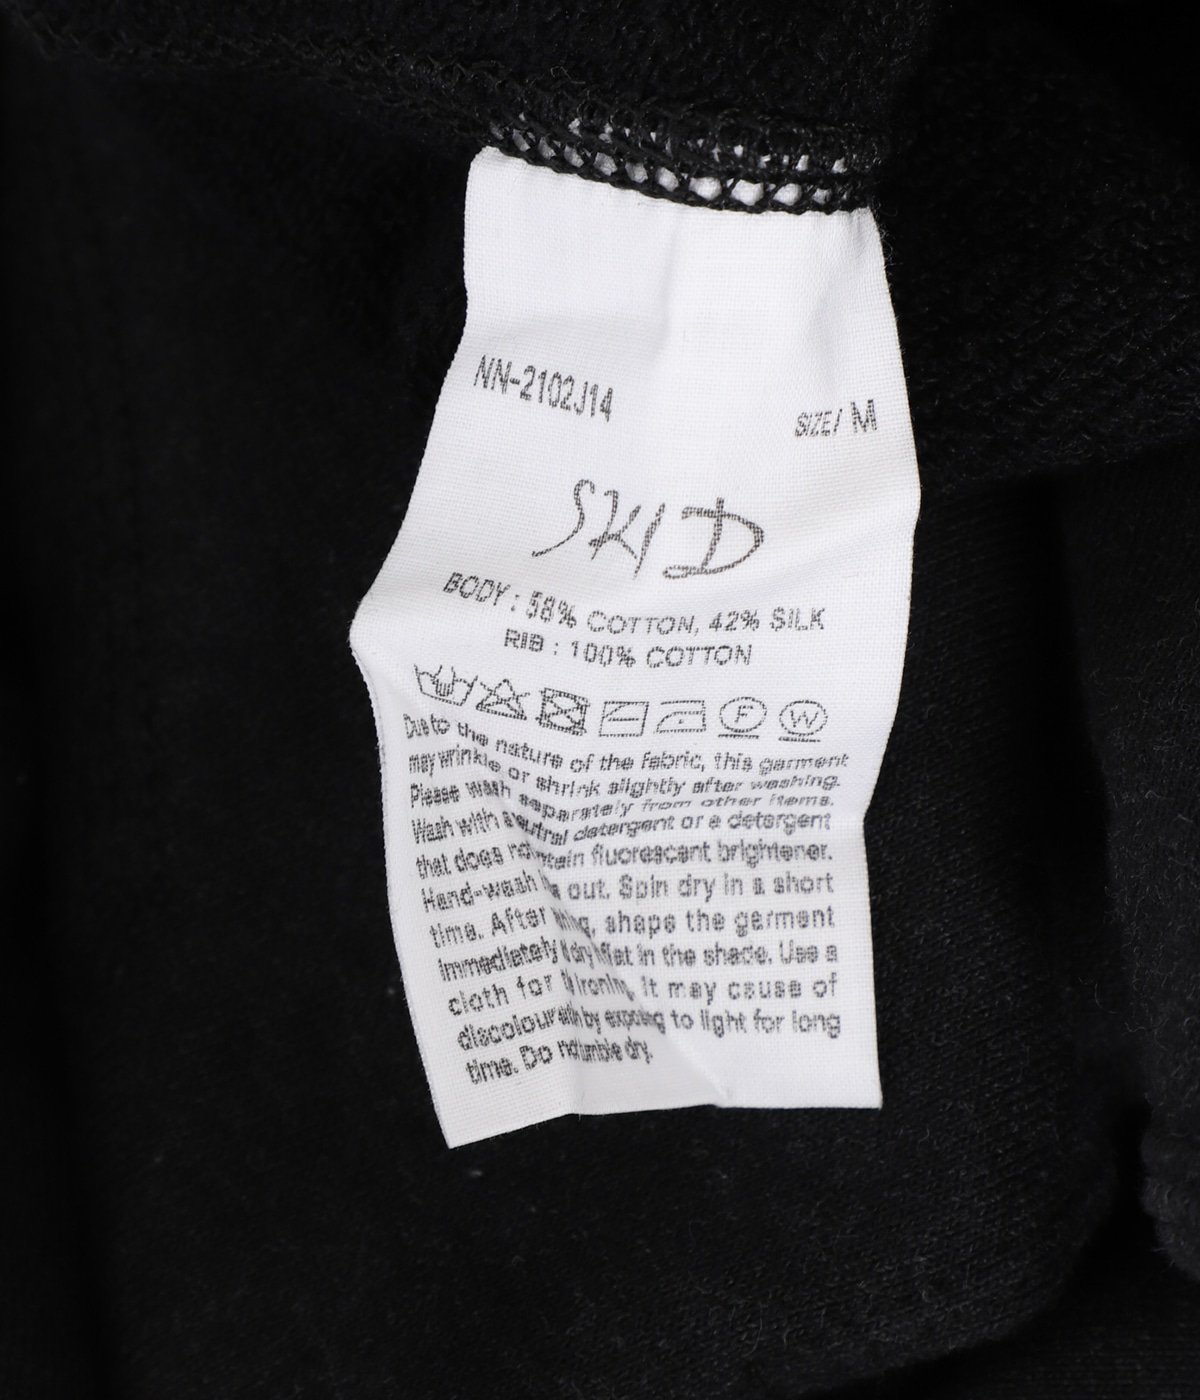 NN-2102J14
SIZE/ M
SKID
BODY : 58% COTTON, 42% SILK
RIB : 100% COTTON
F W
Due to the nature of the fabric, this garment
may wrinkle or shrink slightly after washing.
Please wash separately from other items.
Wash with a neutral detergent or a detergent
that does not contain fluorescent brightener.
Hand-wash out. Spin dry in a short
time. After shape the garment
immediately dry flat in the shade. Use a
cloth for ironing. It may cause of
discolouration by exposing to light for long
time. Do not tumble dry.